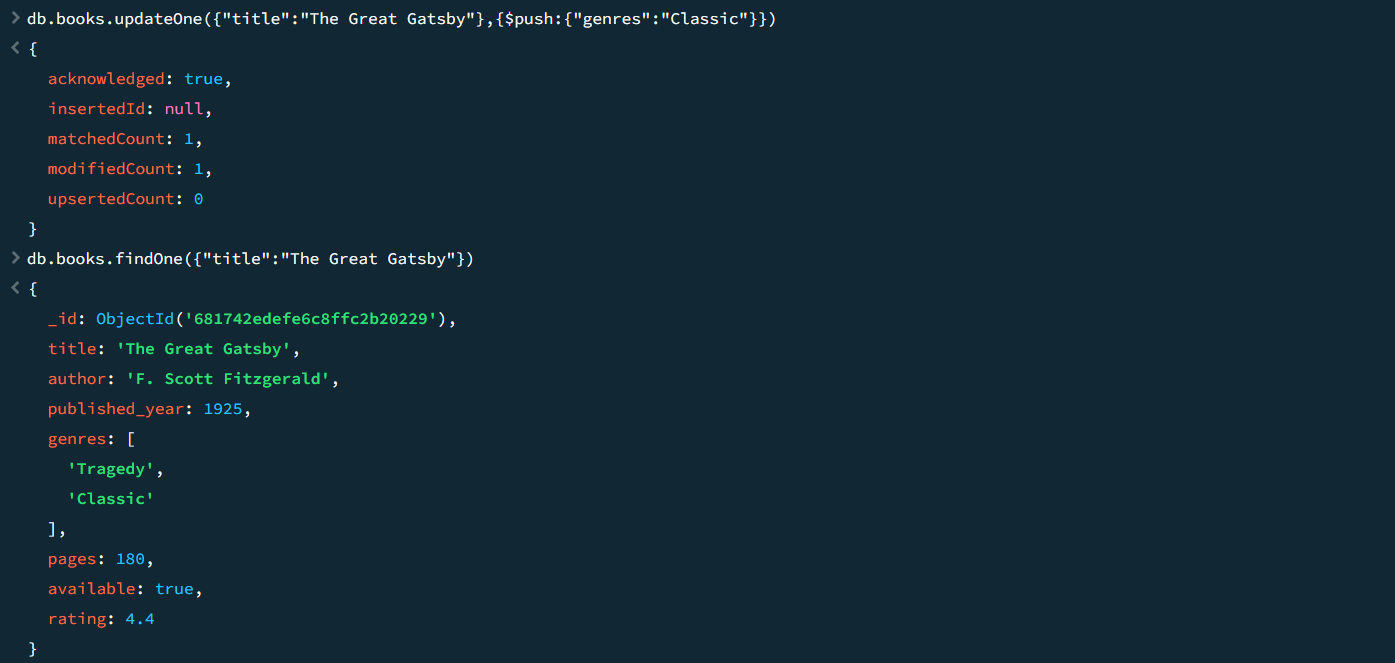 > db.books.updateOne({"title":"The Great Gatsby"},{$push:{"genres":"Classic"}})
< {
acknowledged: true,
insertedId: null,
matchedCount: 1,
modifiedCount: 1,
upsertedCount: 0
}
> db.books.findOne({"title":"The Great Gatsby"})
< {
_id: ObjectId('681742edefe6c8ffc2b20229'),
title: 'The Great Gatsby',
author: 'F. Scott Fitzgerald',
published_year: 1925,
genres: [
'Tragedy',
'Classic'
],
pages: 180,
available: true,
rating: 4.4
}